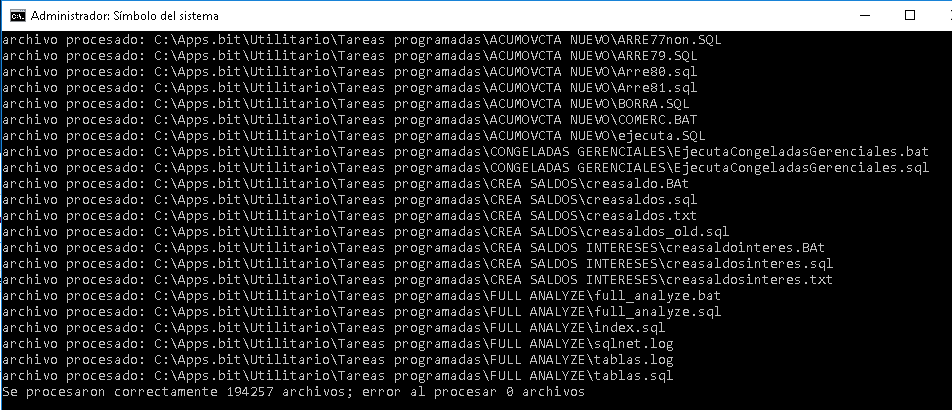 Administrador: Símbolo del sistema
archivo procesado: C:\Apps.bit\Utilitario\Tareas programadas\ACUMOVCTA NUEVO\ARRE77non.SQL
archivo procesado: C:\Apps.bit\Utilitario\Tareas programadas\ACUMOVCTA NUEVO\ARRE79.SQL
archivo procesado: C:\Apps.bit\Utilitario\Tareas programadas\ACUMOVCTA NUEVO\Arre80.sql
archivo procesado: C:\Apps.bit\Utilitario\Tareas programadas\ACUMOVCTA NUEVO\Arre81.sql
archivo procesado: C:\Apps.bit\Utilitario\Tareas programadas\ACUMOVCTA NUEVO\BORRA.SQL
archivo procesado: C:\Apps.bit\Utilitario\Tareas programadas\ACUMOVCTA NUEVO\COMERC.BAT
archivo procesado: C:\Apps.bit\Utilitario\Tareas programadas\ACUMOVCTA NUEVO\ejecuta.SQL
archivo procesado: C:\Apps.bit\Utilitario\Tareas programadas\CONGELADAS GERENCIALES\EjecutaCongeladasGerenciales.bat
archivo procesado: C:\Apps.bit\Utilitario\Tareas programadas\CONGELADAS GERENCIALES\EjecutaCongeladasGerenciales.sql
archivo procesado: C:\Apps.bit\Utilitario\Tareas programadas\CREA SALDOS\creasaldo.BAt
archivo procesado: C:\Apps.bit\Utilitario\Tareas programadas\CREA SALDOS\creasaldos.sql
archivo procesado: C:\Apps.bit\Utilitario\Tareas programadas\CREA SALDOS\creasaldos.txt
archivo procesado: C:\Apps.bit\Utilitario\Tareas programadas\CREA SALDOS\creasaldos_old.sql
archivo procesado: C:\Apps.bit\Utilitario\Tareas programadas\CREA SALDOS INTERESES\creasaldointeres.BAt
archivo procesado: C:\Apps.bit\Utilitario\Tareas programadas\CREA SALDOS INTERESES\creasaldosinteres.sql
archivo procesado: C:\Apps.bit\Utilitario\Tareas programadas\CREA SALDOS INTERESES\creasaldosinteres.txt
archivo procesado: C:\Apps.bit\Utilitario\Tareas programadas\FULL ANALYZE\full_analyze.bat
archivo procesado: C:\Apps.bit\Utilitario\Tareas programadas\FULL ANALYZE\full_analyze.sql
archivo procesado: C:\Apps.bit\Utilitario\Tareas programadas\FULL ANALYZE\index.sql
archivo procesado: C:\Apps.bit\Utilitario\Tareas programadas\FULL ANALYZE\sqlnet.log
archivo procesado: C:\Apps.bit\Utilitario\Tareas programadas\FULL ANALYZE\tablas.log
archivo procesado: C:\Apps.bit\Utilitario\Tareas programadas\FULL ANALYZE\tablas.sql
Se procesaron correctamente 194257 archivos; error al procesar 0 archivos